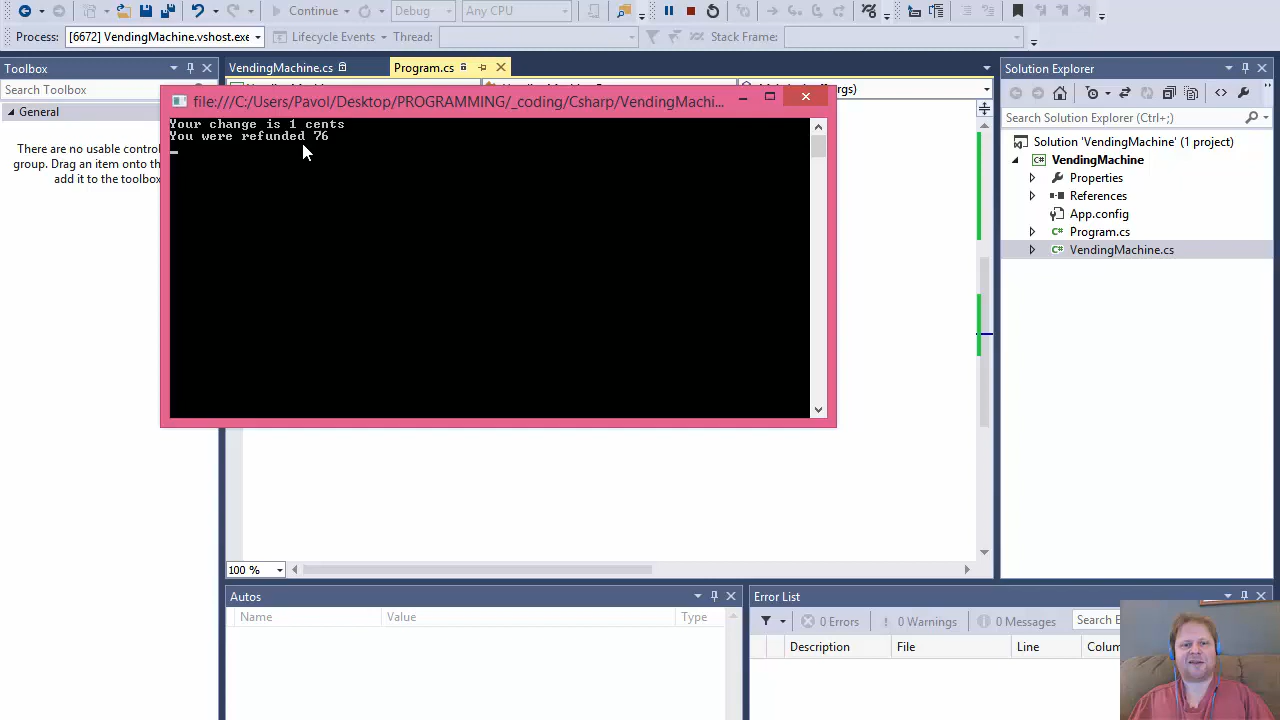 Debug
Any CPU
Process: [6672] VendingMachine.vshost.exe Lifecycle Events Thread: Stack Frame:
Toolbox
Search Toolbox
General
There are no usable control
group. Drag an item onto th
add it to the toolbox
VendingMachine.cs Program.cs
file:///C:/Users/Pavol/Desktop/PROGRAMMING/_coding/Csharp/VendingMachi...
Your change is 1 cents
You were refunded 76
100 %
Solution Explorer
Search Solution Explorer (Ctrl+;)
Solution 'VendingMachine' (1 project)
VendingMachine
Properties
References
App.config
Program.cs
VendingMachine.cs
Autos
Name Value Type
Error List
0 Errors 0 Warnings 0 Messages Search E
Description File Line Colum